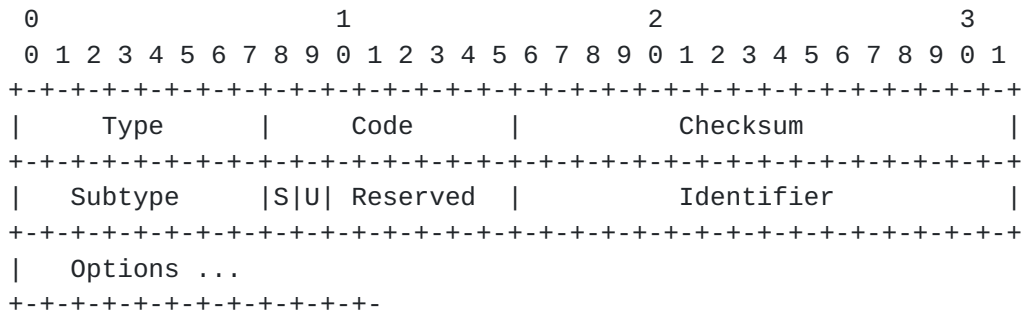 0                   1                   2                   3
 0 1 2 3 4 5 6 7 8 9 0 1 2 3 4 5 6 7 8 9 0 1 2 3 4 5 6 7 8 9 0 1
+-+-+-+-+-+-+-+-+-+-+-+-+-+-+-+-+-+-+-+-+-+-+-+-+-+-+-+-+-+-+-+-+
|     Type      |     Code      |          Checksum             |
+-+-+-+-+-+-+-+-+-+-+-+-+-+-+-+-+-+-+-+-+-+-+-+-+-+-+-+-+-+-+-+-+
|   Subtype     |S|U| Reserved  |          Identifier           |
+-+-+-+-+-+-+-+-+-+-+-+-+-+-+-+-+-+-+-+-+-+-+-+-+-+-+-+-+-+-+-+-+
|   Options ...
+-+-+-+-+-+-+-+-+-+-+-+-